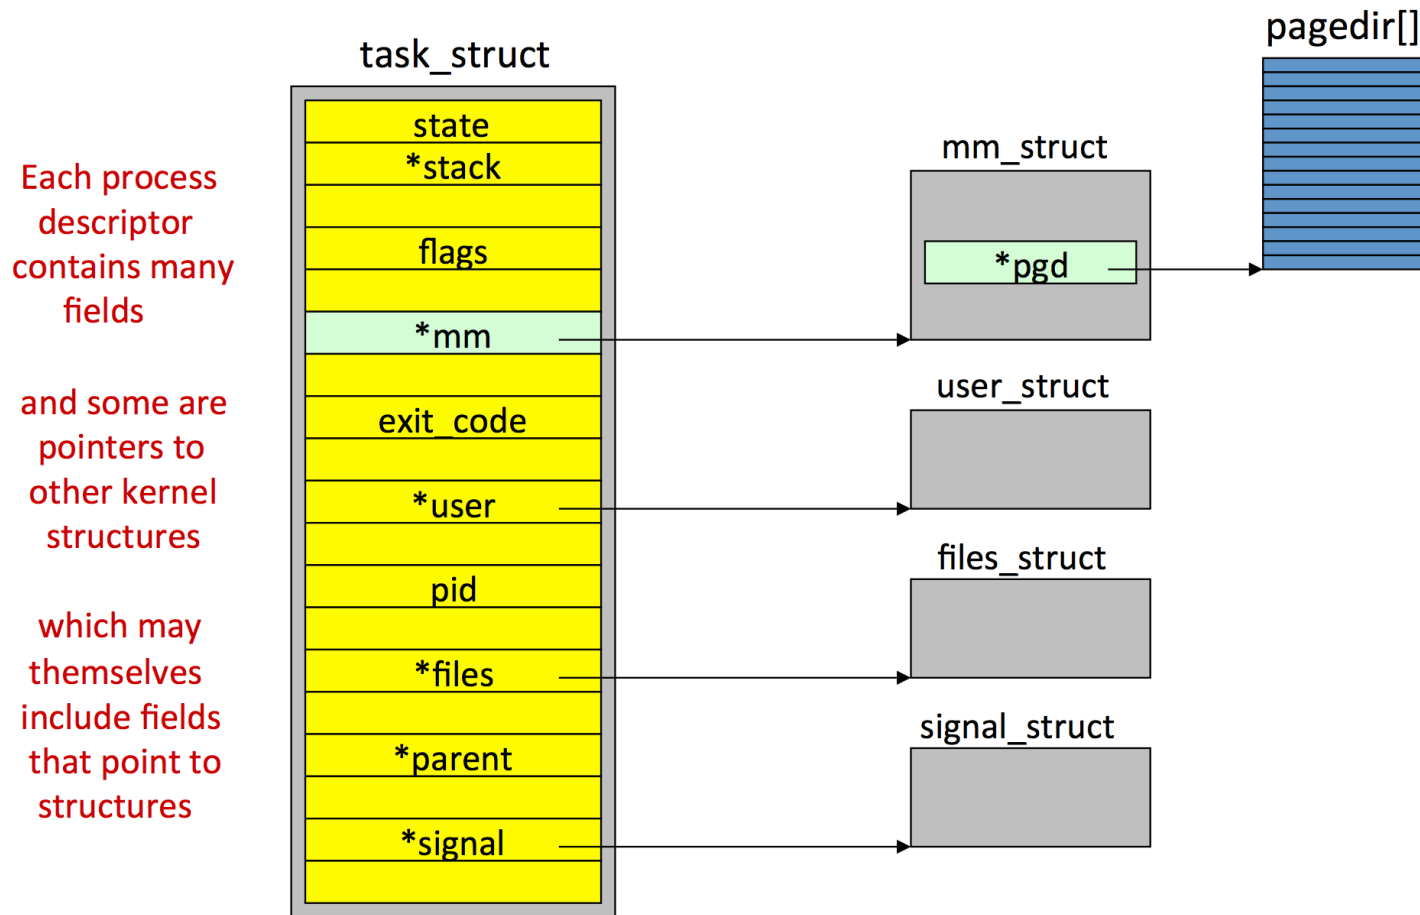 pagedir[]
task_struct
mm_struct
state
*stack
flags
*mm
exit_code
*user
pid
*files
*parent
*signal
*pgd
user_struct
files_struct
signal_struct
Each process
descriptor
contains many
fields
and some are
pointers to
other kernel
structures
which may
themselves
include fields
that point to
structures